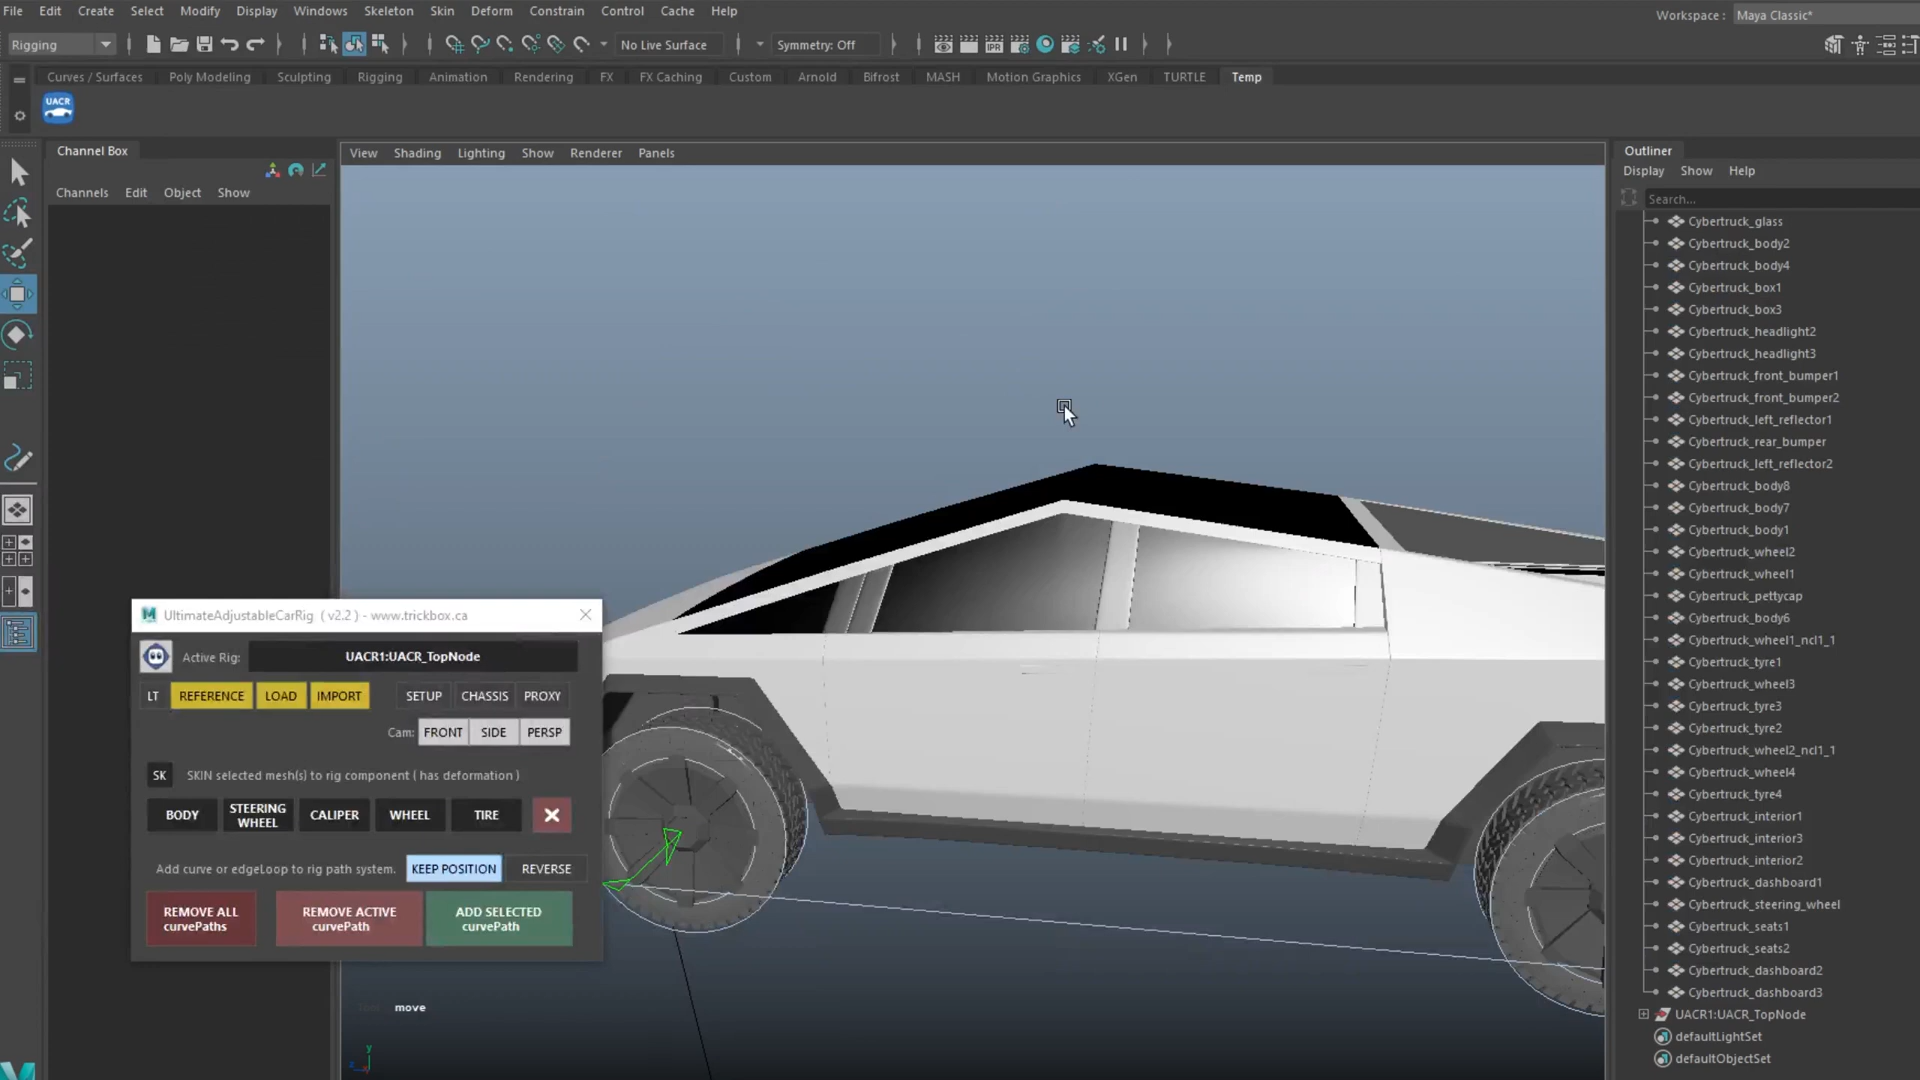 File Edit Create Select Modify Display Windows Skeleton Skin Deform Constrain Control Cache Help
Workspace : Maya Classic*
Rigging
No Live Surface
Symmetry: Off
IPR
Curves / Surfaces Poly Modeling Sculpting Rigging Animation Rendering FX FX Caching Custom Arnold Bifrost MASH Motion Graphics XGen TURTLE Temp
UACR
Channel Box
Channels Edit Object Show
View Shading Lighting Show Renderer Panels
UltimateAdjustableCarRig ( v2.2 ) - www.trickbox.ca
Active Rig: UACR1:UACR_TopNode
LT REFERENCE LOAD IMPORT SETUP CHASSIS PROXY
Cam: FRONT SIDE PERSP
SK SKIN selected mesh(s) to rig component ( has deformation )
BODY STEERING WHEEL CALIPER WHEEL TIRE
Add curve or edgeLoop to rig path system. KEEP POSITION REVERSE
REMOVE ALL curvePaths
REMOVE ACTIVE curvePath
ADD SELECTED curvePath
move
y
z
Outliner
Display Show Help
Search...
Cybertruck_glass
Cybertruck_body2
Cybertruck_body4
Cybertruck_box1
Cybertruck_box3
Cybertruck_headlight2
Cybertruck_headlight3
Cybertruck_front_bumper1
Cybertruck_front_bumper2
Cybertruck_left_reflector1
Cybertruck_rear_bumper
Cybertruck_left_reflector2
Cybertruck_body8
Cybertruck_body7
Cybertruck_body1
Cybertruck_wheel2
Cybertruck_wheel1
Cybertruck_pettycap
Cybertruck_body6
Cybertruck_wheel1_ncl1_1
Cybertruck_tyre1
Cybertruck_wheel3
Cybertruck_tyre3
Cybertruck_tyre2
Cybertruck_wheel2_ncl1_1
Cybertruck_wheel4
Cybertruck_tyre4
Cybertruck_interior1
Cybertruck_interior3
Cybertruck_interior2
Cybertruck_dashboard1
Cybertruck_steering_wheel
Cybertruck_seats1
Cybertruck_seats2
Cybertruck_dashboard2
Cybertruck_dashboard3
UACR1:UACR_TopNode
defaultLightSet
defaultObjectSet